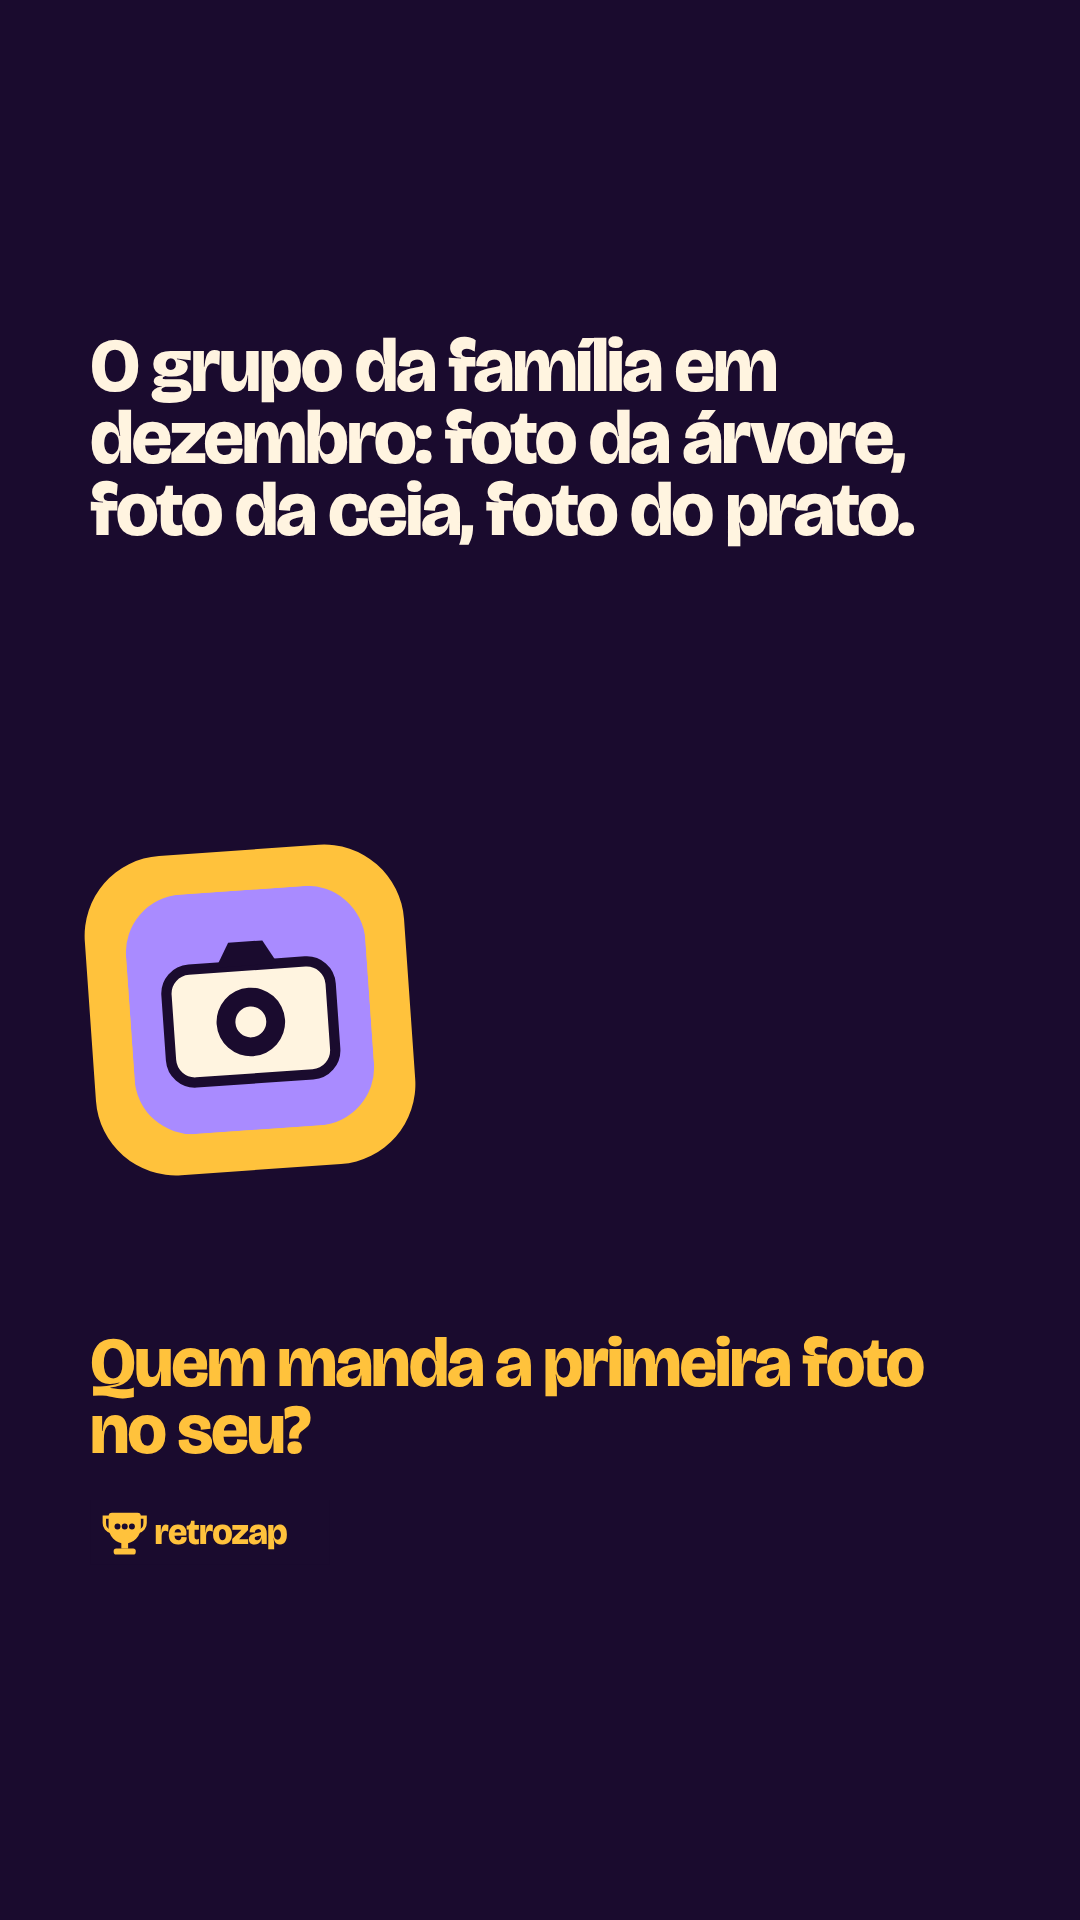 O grupo da família em
dezembro: foto da árvore,
foto da ceia, foto do prato.
Quem manda a primeira foto
no seu?
retrozap